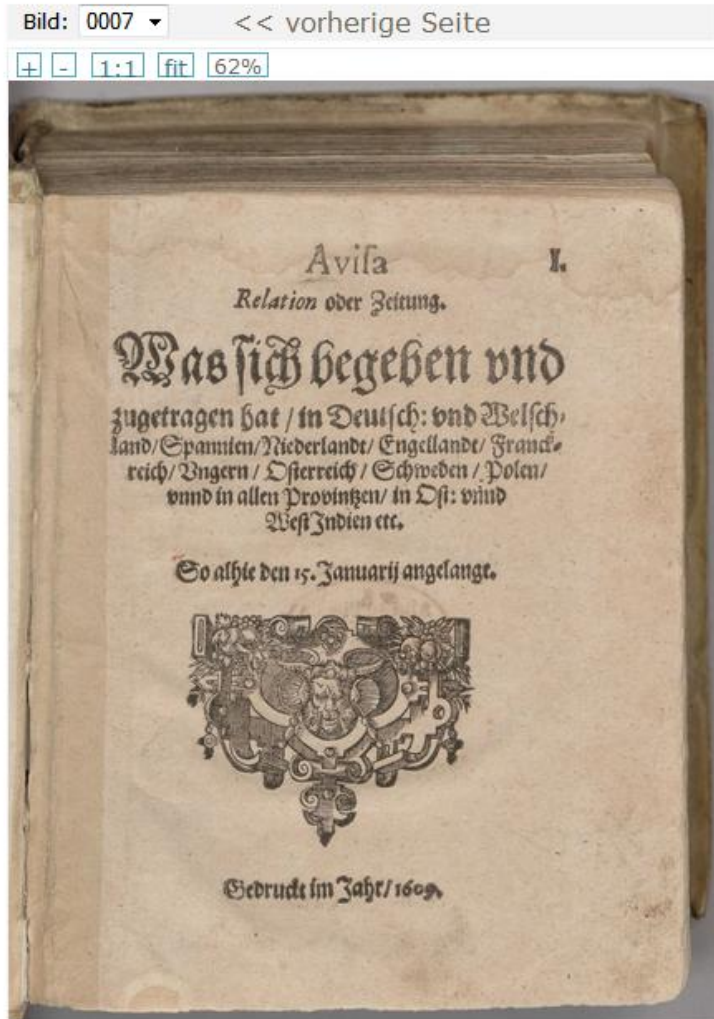 Bild: 0007 << vorherige Seite
+ - 1:1 fit 62%
Aviſa I.
Relation oder Zeitung.
Was ſich begeben vnd
zugetragen hat / in Deutſch: vnd Welſch-
land/Spannien/Niederlandt/ Engellandt/ Franck-
reich/ Vngern / Oſterreich / Schweden / Polen/
vnnd in allen Provintzen/ in Oſt: vnnd
WeſtJndien etc.
So alhie den 15. Januarij angelangt.
Gedruckt im Jahr/ 1609.